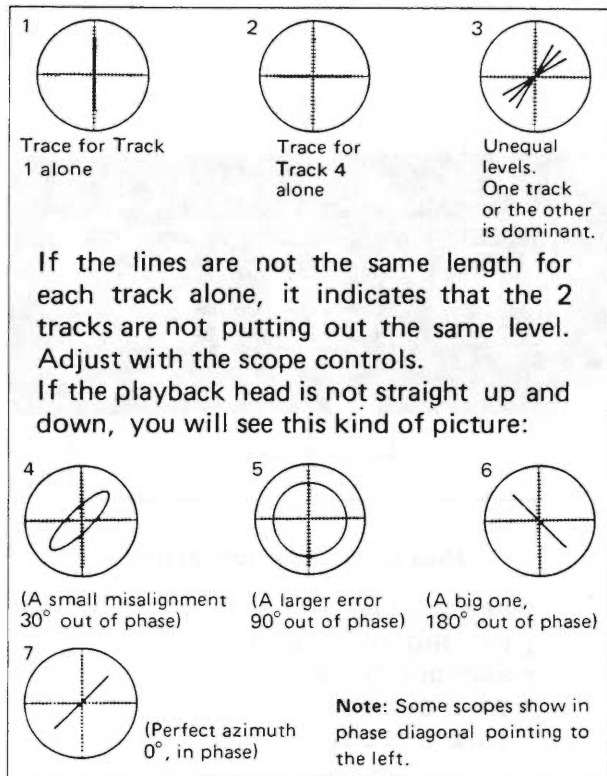 1
2
3
Trace for Track
1 alone
Trace for
Track 4
alone
Unequal
levels.
One track
or the other
is dominant.
If the lines are not the same length for
each track alone, it indicates that the 2
tracks are not putting out the same level.
Adjust with the scope controls.
If the playback head is not straight up and
down, you will see this kind of picture:
4
5
6
(A small misalignment
30° out of phase)
(A larger error
90° out of phase)
(A big one,
180° out of phase)
7
(Perfect azimuth
0°, in phase)
Note: Some scopes show in
phase diagonal pointing to
the left.